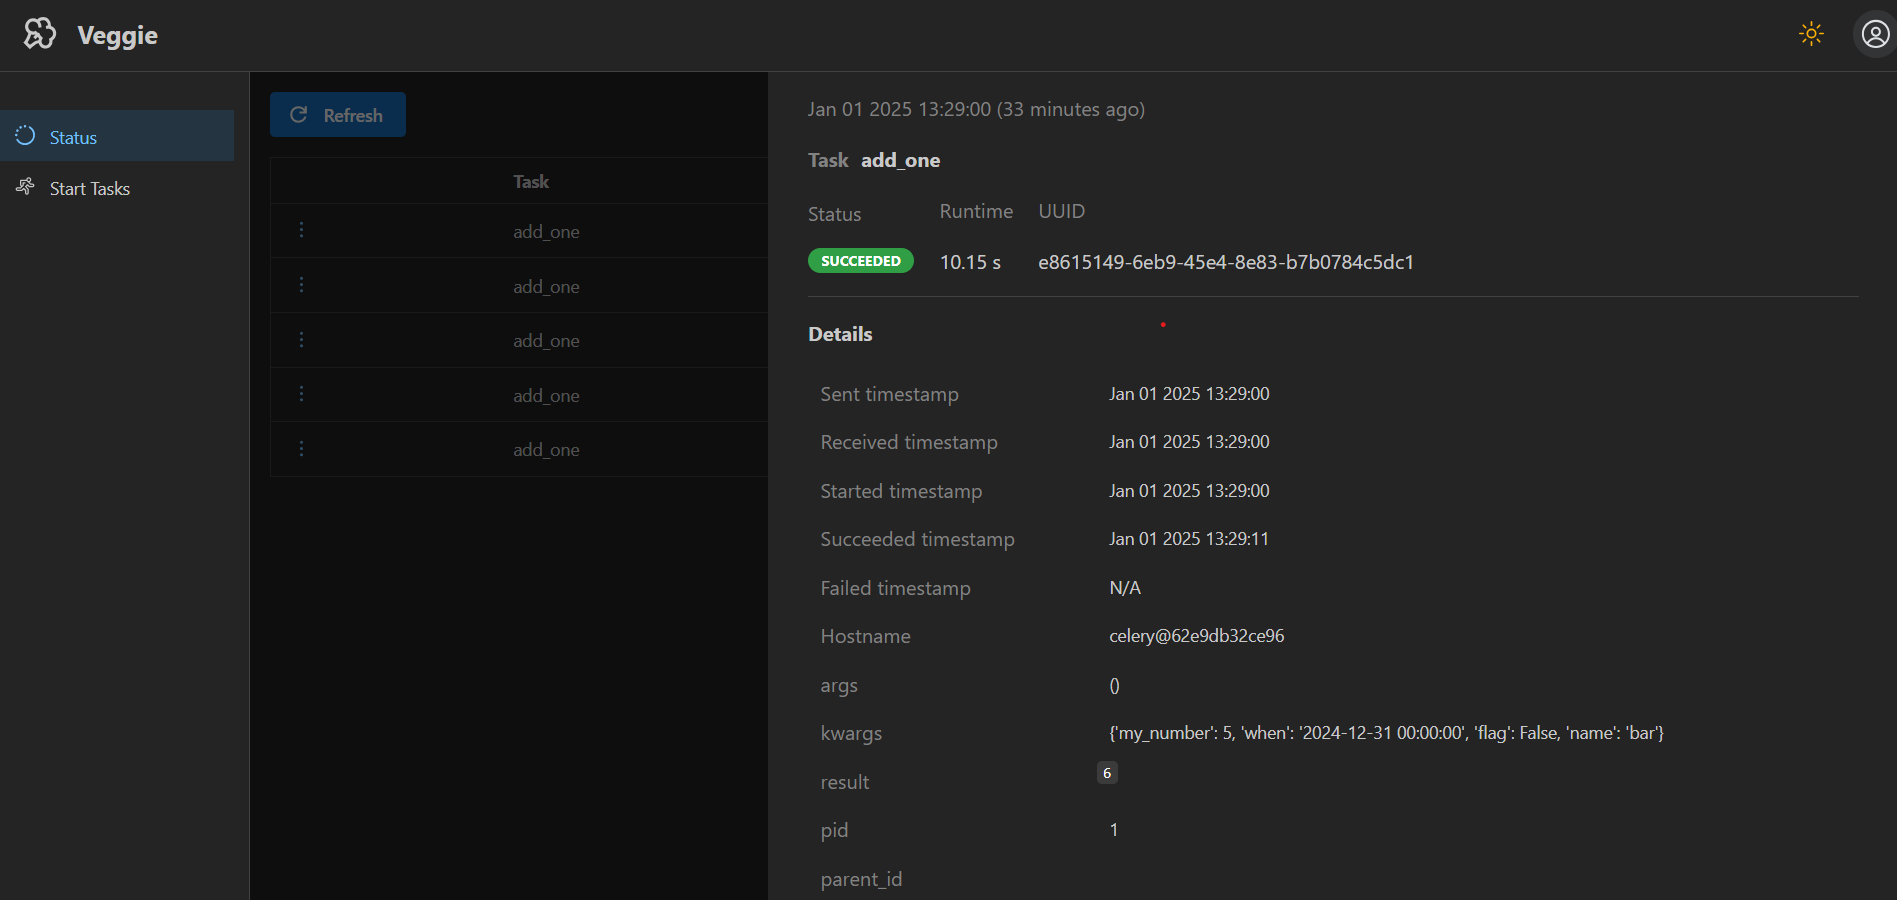 Veggie
Status
Start Tasks
Refresh
Task
add_one
add_one
add_one
add_one
add_one
Jan 01 2025 13:29:00 (33 minutes ago)
Task add_one
Status Runtime UUID
SUCCEEDED 10.15 s e8615149-6eb9-45e4-8e83-b7b0784c5dc1
Details
Sent timestamp Jan 01 2025 13:29:00
Received timestamp Jan 01 2025 13:29:00
Started timestamp Jan 01 2025 13:29:00
Succeeded timestamp Jan 01 2025 13:29:11
Failed timestamp N/A
Hostname celery@62e9db32ce96
args ()
kwargs {'my_number': 5, 'when': '2024-12-31 00:00:00', 'flag': False, 'name': 'bar'}
result 6
pid 1
parent_id